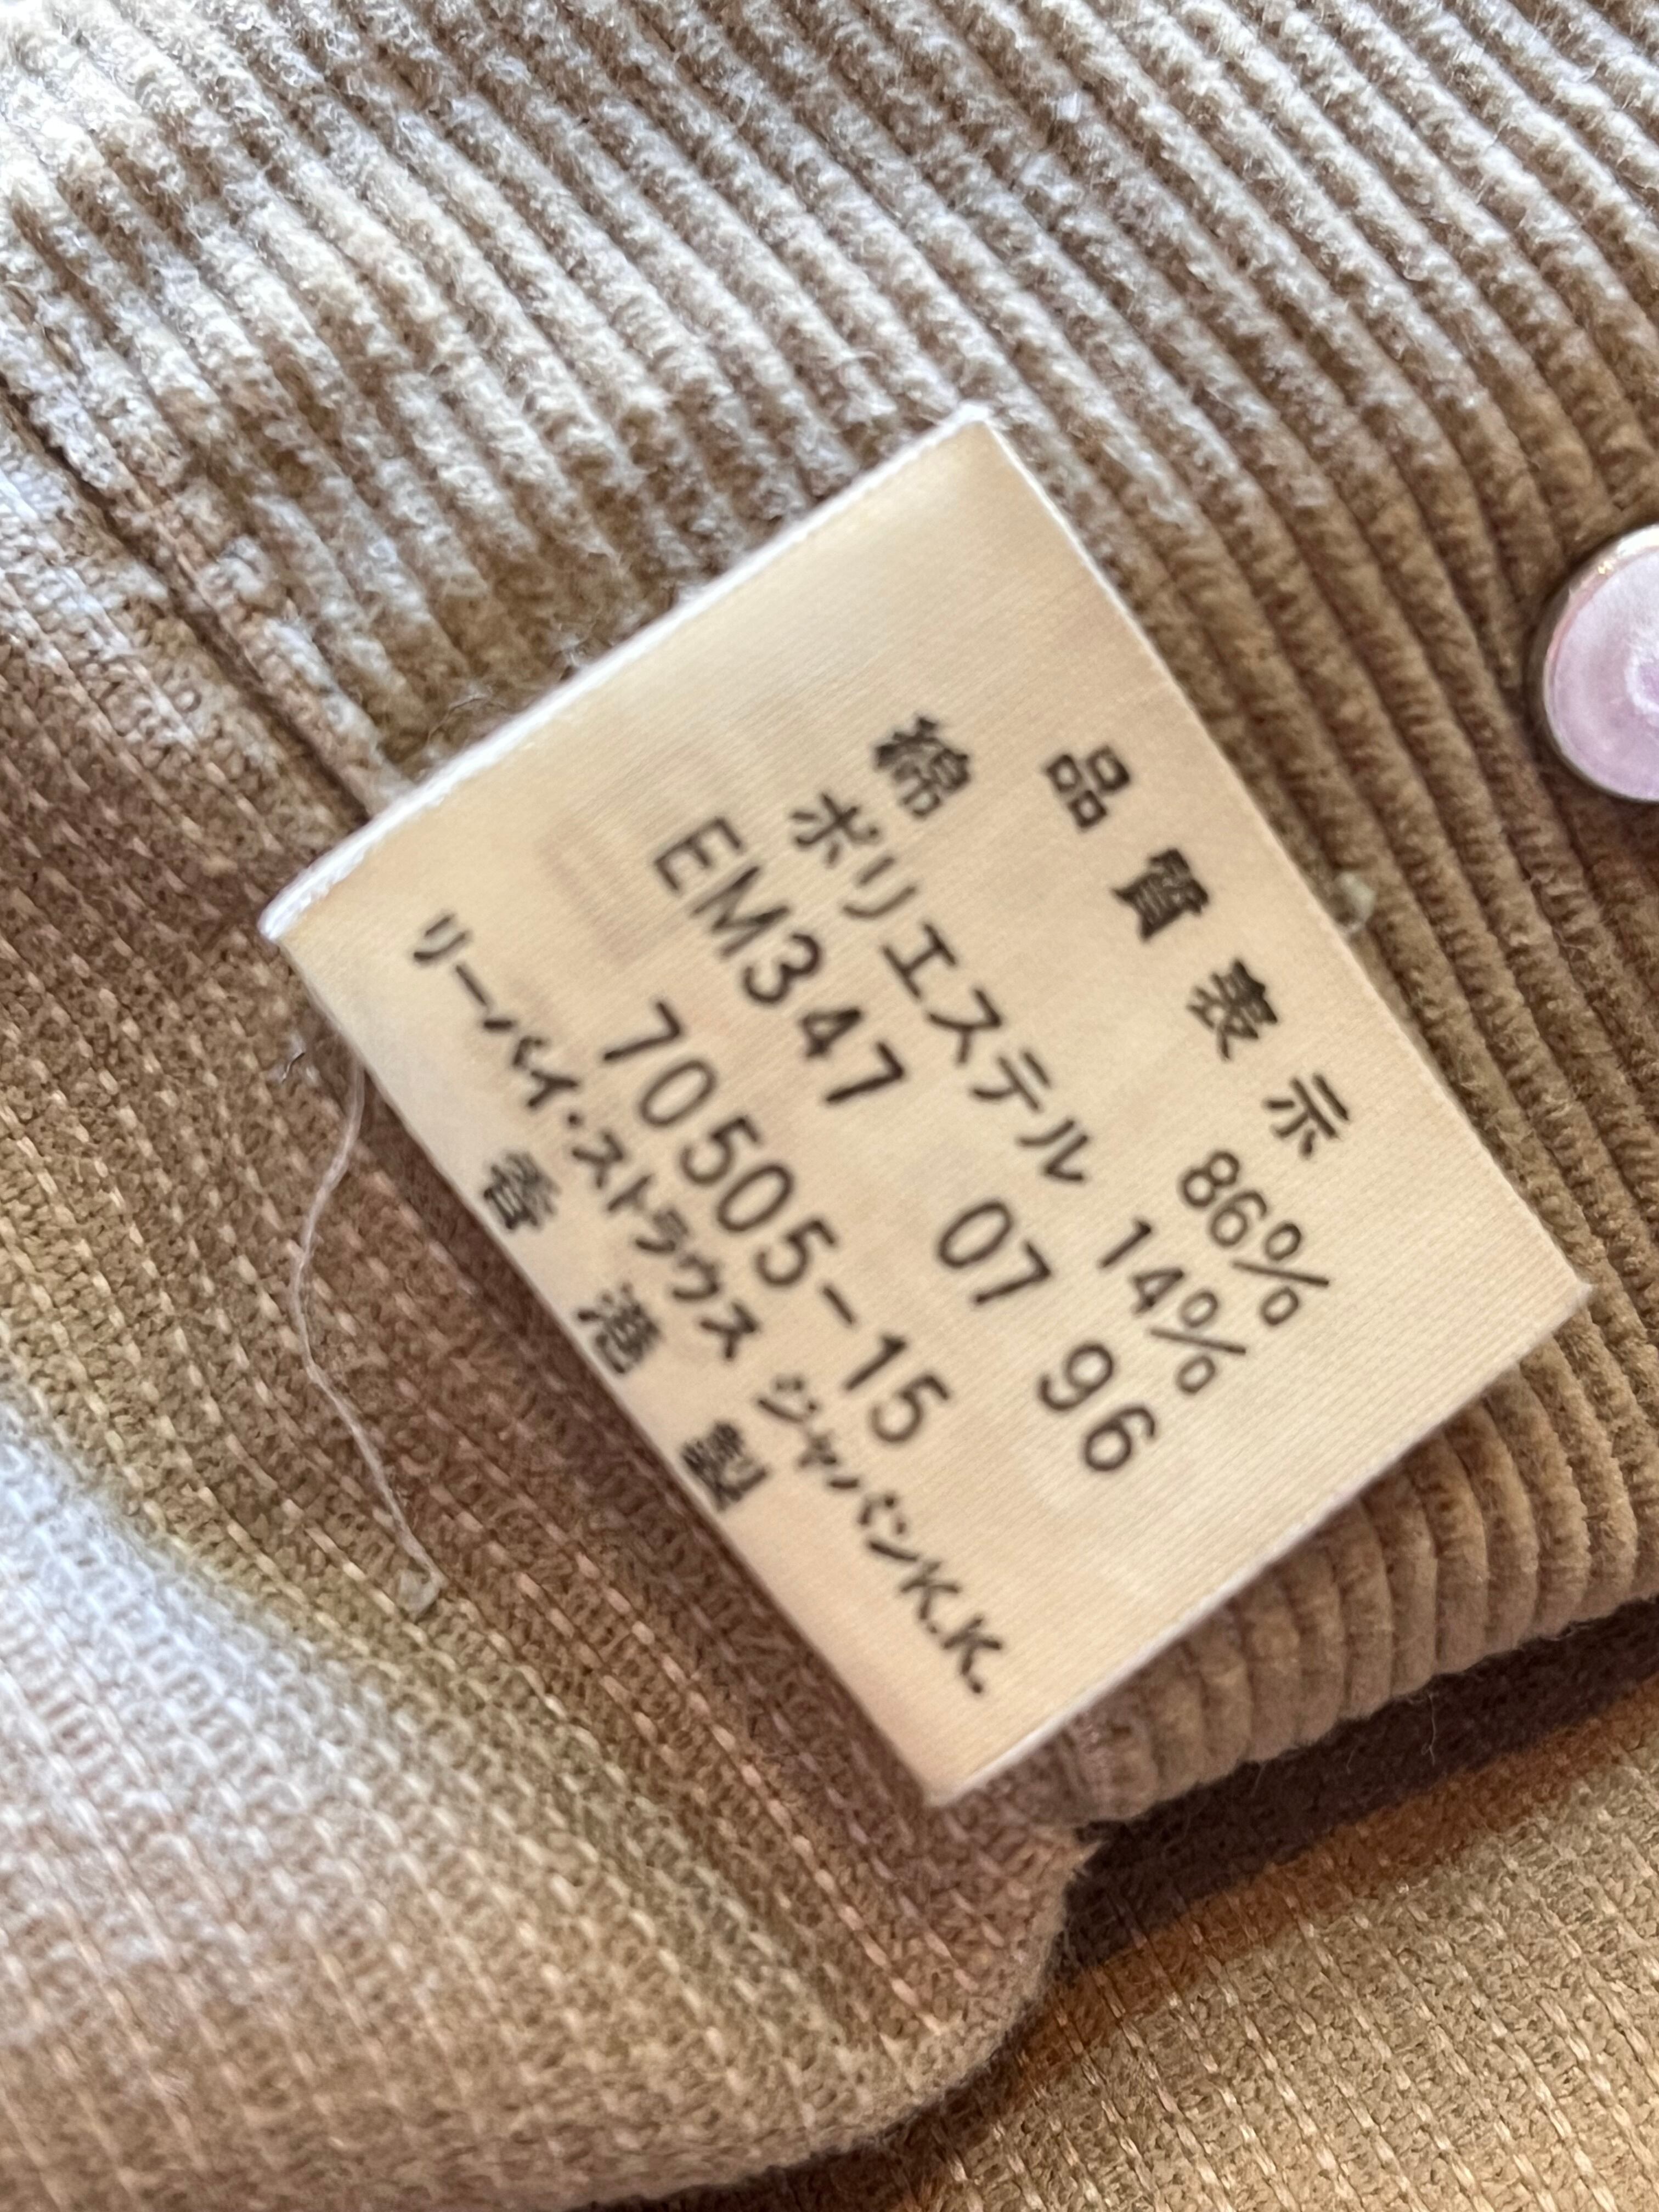 品質表示
綿 86%
ポリエステル 14%
EM347 07 96
70505-15
リーバイ・ストラウス ジャパンK.K.
香港製